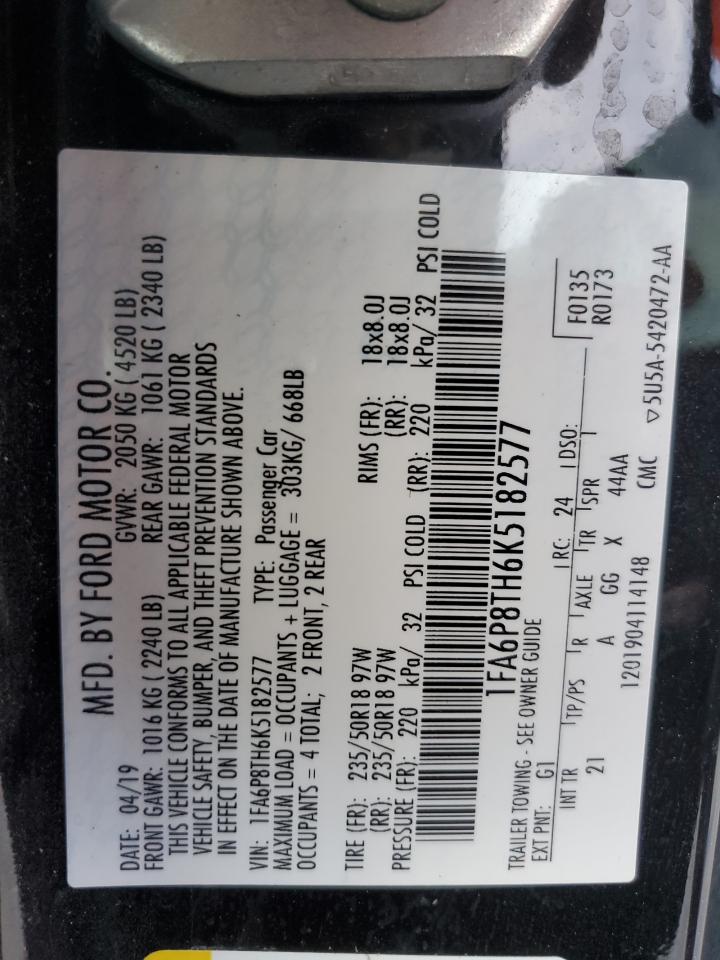 MFD. BY FORD MOTOR CO.
DATE: 04/19 GVWR: 2050 KG ( 4520 LB)
FRONT GAWR: 1016 KG (2240 LB) REAR GAWR: 1061 KG ( 2340 LB)
THIS VEHICLE CONFORMS TO ALL APPLICABLE FEDERAL MOTOR
VEHICLE SAFETY, BUMPER, AND THEFT PREVENTION STANDARDS
IN EFFECT ON THE DATE OF MANUFACTURE SHOWN ABOVE.
VIN: 1FA6P8TH6K5182577 TYPE: Passenger Car
MAXIMUM LOAD = OCCUPANTS + LUGGAGE = 303KG/ 668LB
OCCUPANTS = 4 TOTAL; 2 FRONT, 2 REAR
TIRE (FR): 235/50R18 97W RIMS (FR): 18x8.0J
(RR): 235/50R18 97W (RR): 18x8.0J
PRESSURE (FR): 220 kPa/ 32 PSI COLD (RR): 220 kPa/ 32 PSI COLD
1FA6P8TH6K5182577
TRAILER TOWING - SEE OWNER GUIDE
EXT PNT: G1 RC: 24 DSO: F0135
INT TR TP/PS R AXLE TR SPR R0173
21 A GG X 44AA
1201904114148 CMC ▽5U5A-5420472-AA